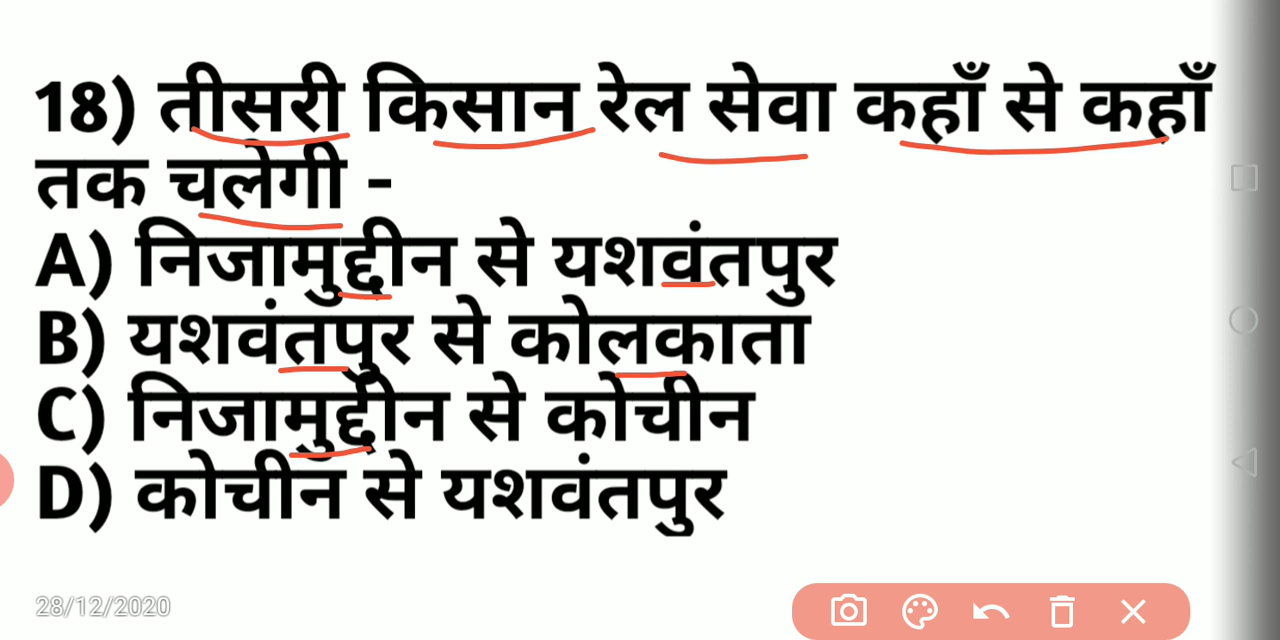 18) तीसरी किसान रेल सेवा कहाँ से कहाँ
तक चलेगी -
A) निजामुद्दीन से यशवंतपुर
B) यशवंतपुर से कोलकाता
C) निजामुद्दीन से कोचीन
D) कोचीन से यशवंतपुर
28/12/2020